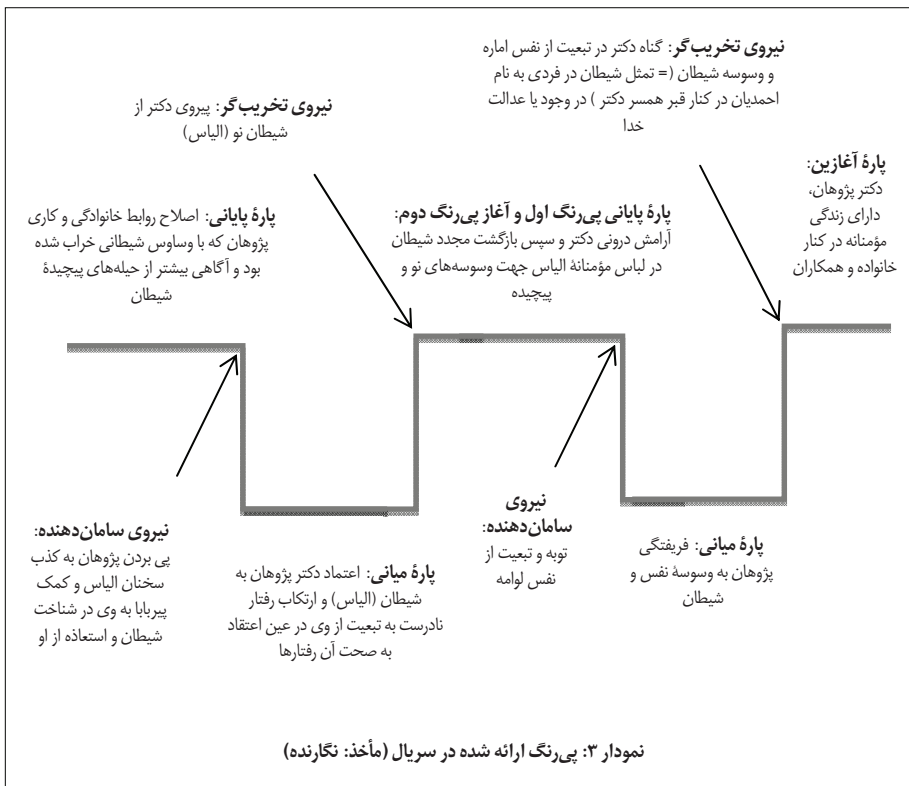 پارهٔ آغازین:
دکتر پژوهان،
دارای زندگی
مؤمنانه در کنار
خانواده و همکاران
نیروی تخریب‌گر: گناه دکتر در تبعیت از نفس اماره
و وسوسه شیطان (= تمثل شیطان در فردی به نام
احمدیان در کنار قبر همسر دکتر ) در وجود یا عدالت
خدا
پارهٔ میانی: فریفتگی
پژوهان به وسوسهٔ نفس و
شیطان
نیروی
سامان‌دهنده:
توبه و تبعیت از
نفس لوامه
پارهٔ پایانی پی‌رنگ اول و آغاز پی‌رنگ دوم:
آرامش درونی دکتر و سپس بازگشت مجدد شیطان
در لباس مؤمنانهٔ الیاس جهت وسوسه‌های نو و
پیچیده
نیروی تخریب‌گر: پیروی دکتر از
شیطان نو (الیاس)
پارهٔ میانی: اعتماد دکتر پژوهان به
شیطان (الیاس) و ارتکاب رفتار
نادرست به تبعیت از وی در عین اعتقاد
به صحت آن رفتارها
نیروی سامان‌دهنده:
پی بردن پژوهان به کذب
سخنان الیاس و کمک
پیربابا به وی در شناخت
شیطان و استعاذه از او
پارهٔ پایانی: اصلاح روابط خانوادگی و کاری
پژوهان که با وساوس شیطانی خراب شده
بود و آگاهی بیشتر از حیله‌های پیچیدهٔ
شیطان
نمودار ۳: پی‌رنگ ارائه شده در سریال (مأخذ: نگارنده)